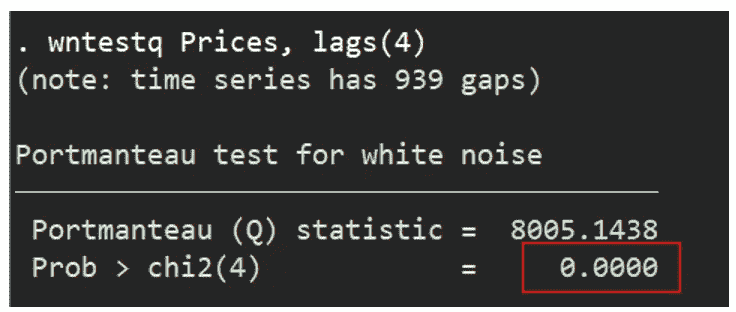 . wntestq Prices, lags(4)
(note: time series has 939 gaps)
Portmanteau test for white noise
Portmanteau (Q) statistic = 8005.1438
Prob > chi2(4) = 0.0000